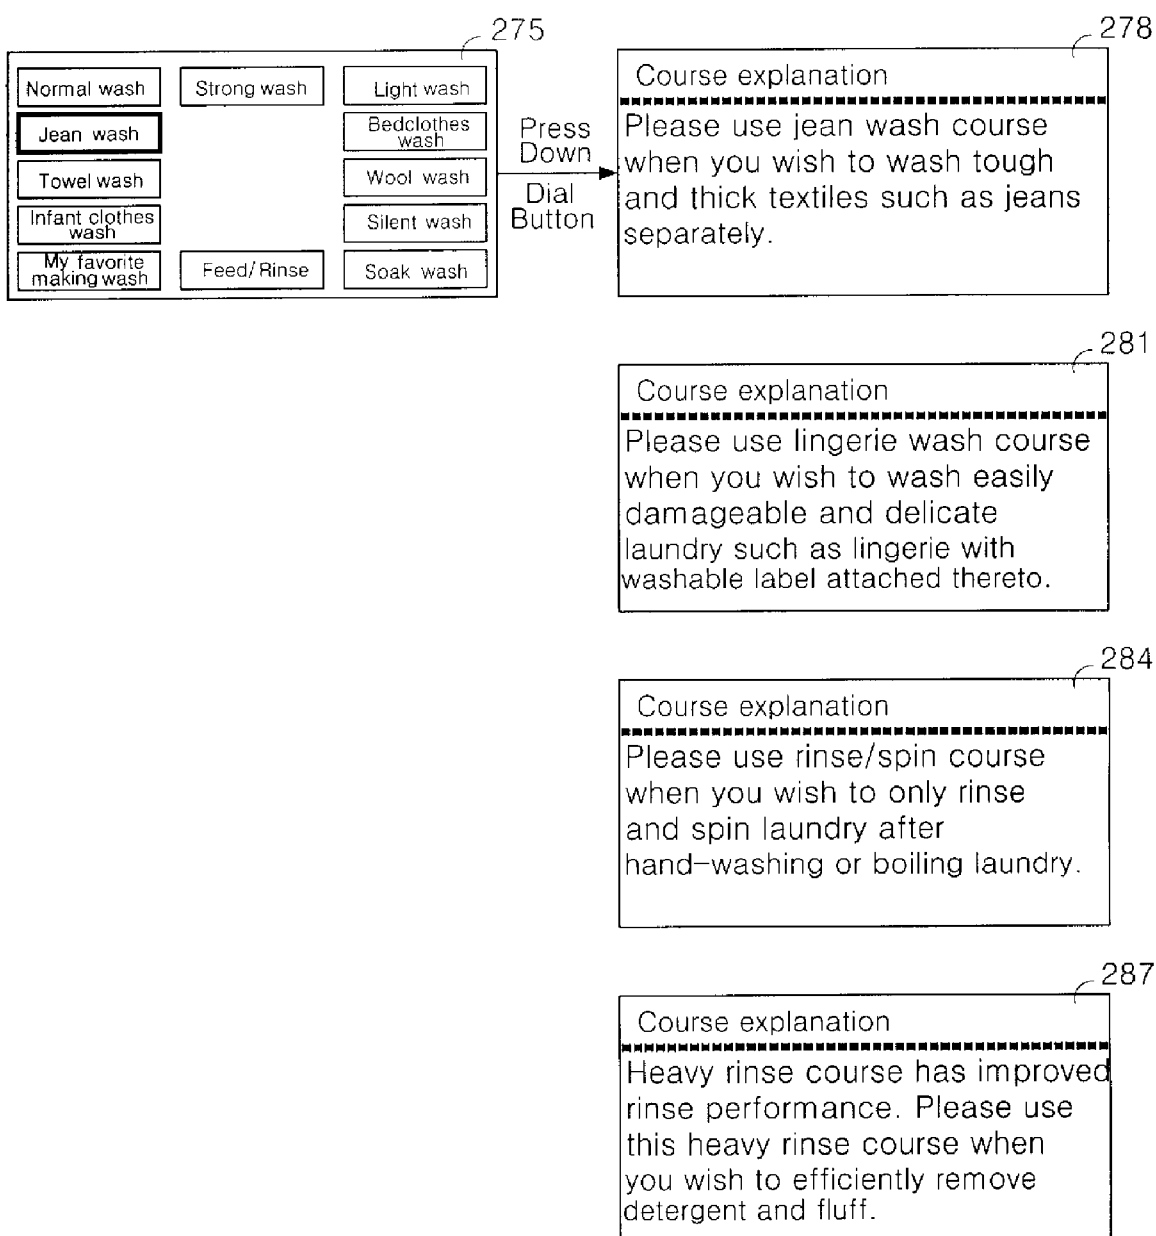 275
Normal wash
Strong wash
Light wash
Jean wash
Bedclothes
wash
Towel wash
Wool wash
Infant clothes
wash
Silent wash
My favorite
making wash
Feed/Rinse
Soak wash
Press
Down
Dial
Button
278
Course explanation
Please use jean wash course
when you wish to wash tough
and thick textiles such as jeans
separately.
281
Course explanation
Please use lingerie wash course
when you wish to wash easily
damageable and delicate
laundry such as lingerie with
washable label attached thereto.
284
Course explanation
Please use rinse/spin course
when you wish to only rinse
and spin laundry after
hand-washing or boiling laundry.
287
Course explanation
Heavy rinse course has improved
rinse performance. Please use
this heavy rinse course when
you wish to efficiently remove
detergent and fluff.